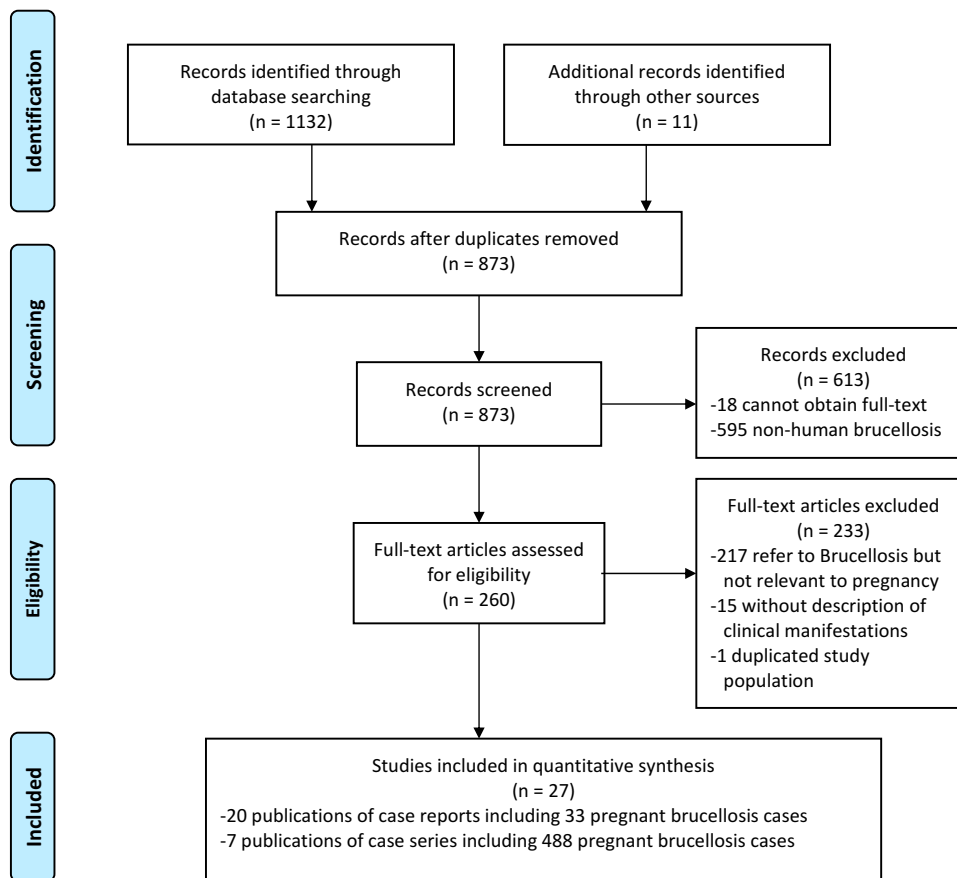 Identification
Records identified through
database searching
(n = 1132)
Additional records identified
through other sources
(n = 11)
Records after duplicates removed
(n = 873)
Screening
Records screened
(n = 873)
Records excluded
(n = 613)
-18 cannot obtain full-text
-595 non-human brucellosis
Eligibility
Full-text articles assessed
for eligibility
(n = 260)
Full-text articles excluded
(n = 233)
-217 refer to Brucellosis but
not relevant to pregnancy
-15 without description of
clinical manifestations
-1 duplicated study
population
Included
Studies included in quantitative synthesis
(n = 27)
-20 publications of case reports including 33 pregnant brucellosis cases
-7 publications of case series including 488 pregnant brucellosis cases